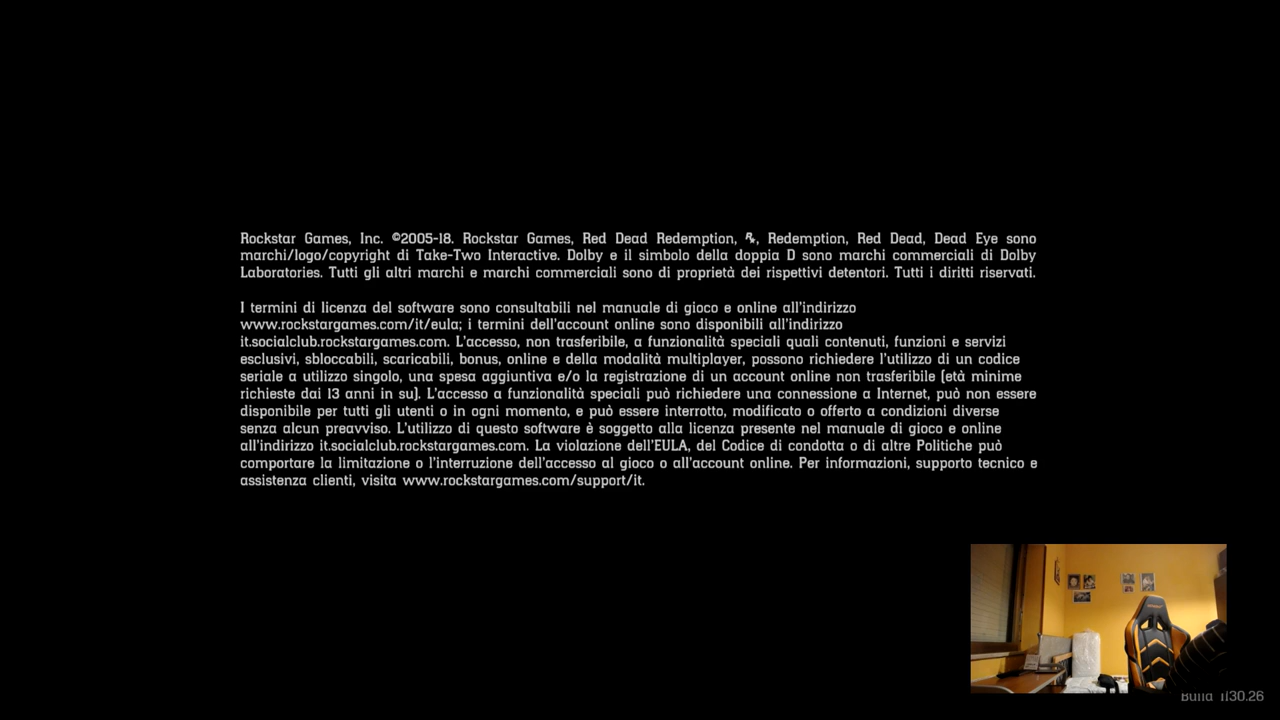 Rockstar Games, Inc. ©2005-18. Rockstar Games, Red Dead Redemption, R★, Redemption, Red Dead, Dead Eye sono
marchi/logo/copyright di Take-Two Interactive. Dolby e il simbolo della doppia D sono marchi commerciali di Dolby
Laboratories. Tutti gli altri marchi e marchi commerciali sono di proprietà dei rispettivi detentori. Tutti i diritti riservati.
I termini di licenza del software sono consultabili nel manuale di gioco e online all'indirizzo
www.rockstargames.com/it/eula; i termini dell'account online sono disponibili all'indirizzo
it.socialclub.rockstargames.com. L'accesso, non trasferibile, a funzionalità speciali quali contenuti, funzioni e servizi
esclusivi, sbloccabili, scaricabili, bonus, online e della modalità multiplayer, possono richiedere l'utilizzo di un codice
seriale a utilizzo singolo, una spesa aggiuntiva e/o la registrazione di un account online non trasferibile (età minime
richieste dai 13 anni in su). L'accesso a funzionalità speciali può richiedere una connessione a Internet, può non essere
disponibile per tutti gli utenti o in ogni momento, e può essere interrotto, modificato o offerto a condizioni diverse
senza alcun preavviso. L'utilizzo di questo software è soggetto alla licenza presente nel manuale di gioco e online
all'indirizzo it.socialclub.rockstargames.com. La violazione dell'EULA, del Codice di condotta o di altre Politiche può
comportare la limitazione o l'interruzione dell'accesso al gioco o all'account online. Per informazioni, supporto tecnico e
assistenza clienti, visita www.rockstargames.com/support/it.
Build 1130.26